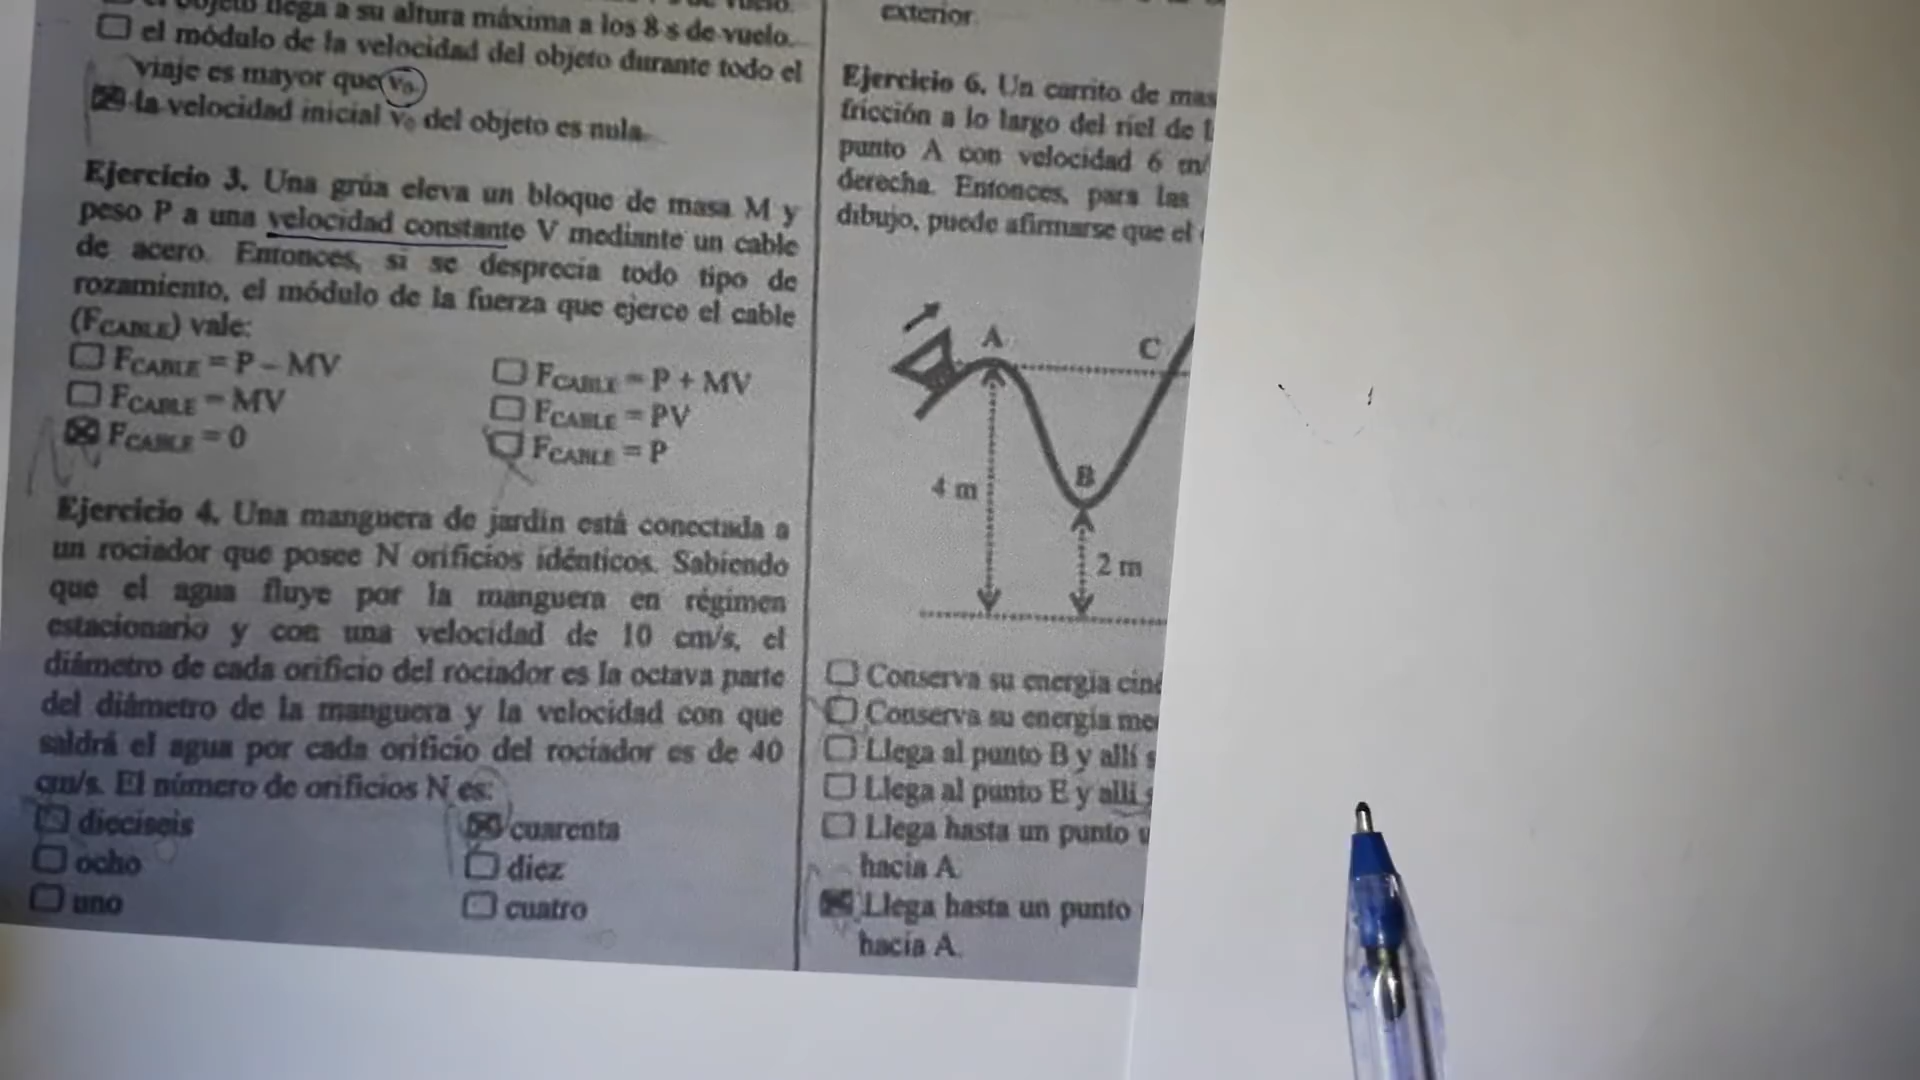 objeto llega a su altura máxima a los 8 s de vuelo.
el módulo de la velocidad del objeto durante todo el
viaje es mayor que v₀
la velocidad inicial v₀ del objeto es nula
Ejercicio 3. Una grúa eleva un bloque de masa M y
peso P a una velocidad constante V mediante un cable
de acero. Entonces, si se desprecia todo tipo de
rozamiento, el módulo de la fuerza que ejerce el cable
(FCABLE) vale:
FCABLE = P – MV
FCABLE = P + MV
FCABLE = MV
FCABLE = PV
FCABLE = 0
FCABLE = P
Ejercicio 4. Una manguera de jardín está conectada a
un rociador que posee N orificios idénticos. Sabiendo
que el agua fluye por la manguera en régimen
estacionario y con una velocidad de 10 cm/s, el
diámetro de cada orificio del rociador es la octava parte
del diámetro de la manguera y la velocidad con que
saldrá el agua por cada orificio del rociador es de 40
cm/s. El número de orificios N es:
dieciseis
cuarenta
ocho
diez
uno
cuatro
exterior
Ejercicio 6. Un carrito de mas
fricción a lo largo del riel de
punto A con velocidad 6 m/
derecha. Entonces, para las
dibujo, puede afirmarse que el
A
C
B
4 m
2 m
Conserva su energía ciné
Conserva su energía me
Llega al punto B y allí s
Llega al punto E y allí s
Llega hasta un punto
hacia A.
Llega hasta un punto
hacia A.